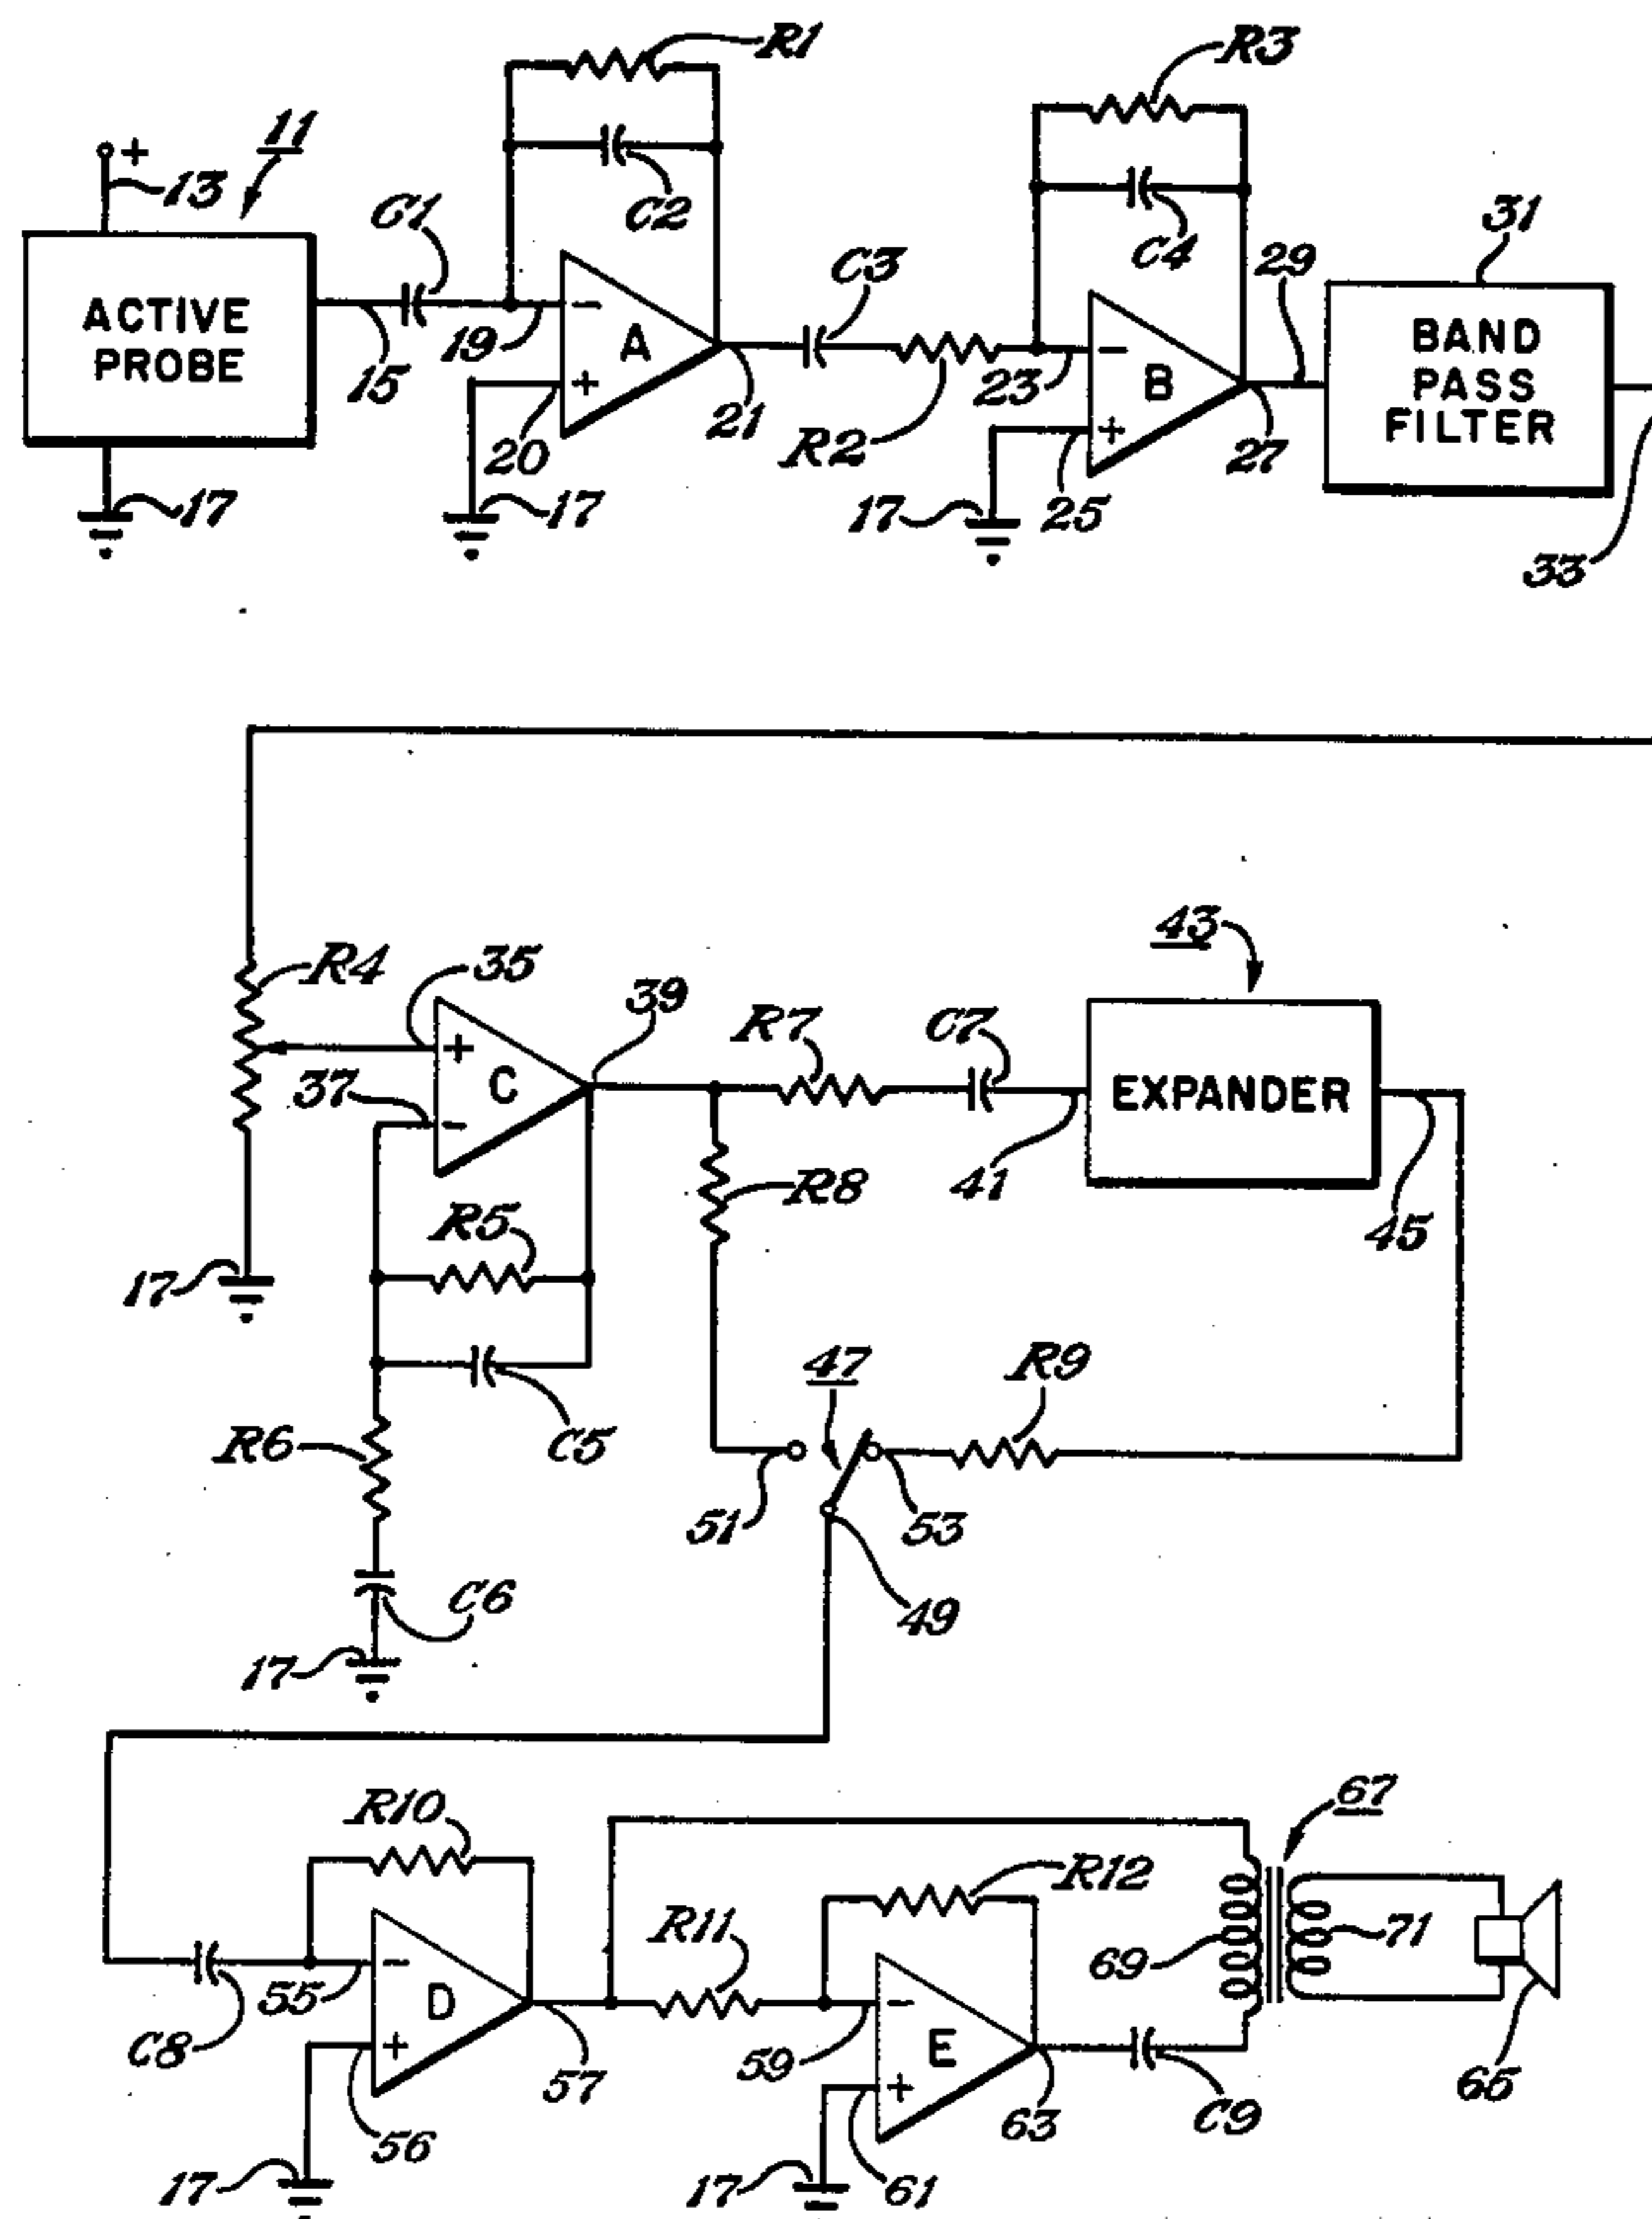 R1
R3
11
+
13
C1
C2
C4
31
C3
29
ACTIVE
PROBE
BAND
PASS
FILTER
−
A
+
−
B
+
19
15
20
21
R2
23
25
27
17
17
17
33
43
R4
35
39
R7
C7
+
C
-
37
EXPANDER
R8
41
45
R5
17
47
R9
R6
C5
51
53
C6
49
17
67
R10
R12
R11
69
71
−
D
+
55
C8
−
E
+
59
57
56
63
C9
65
17
17
61